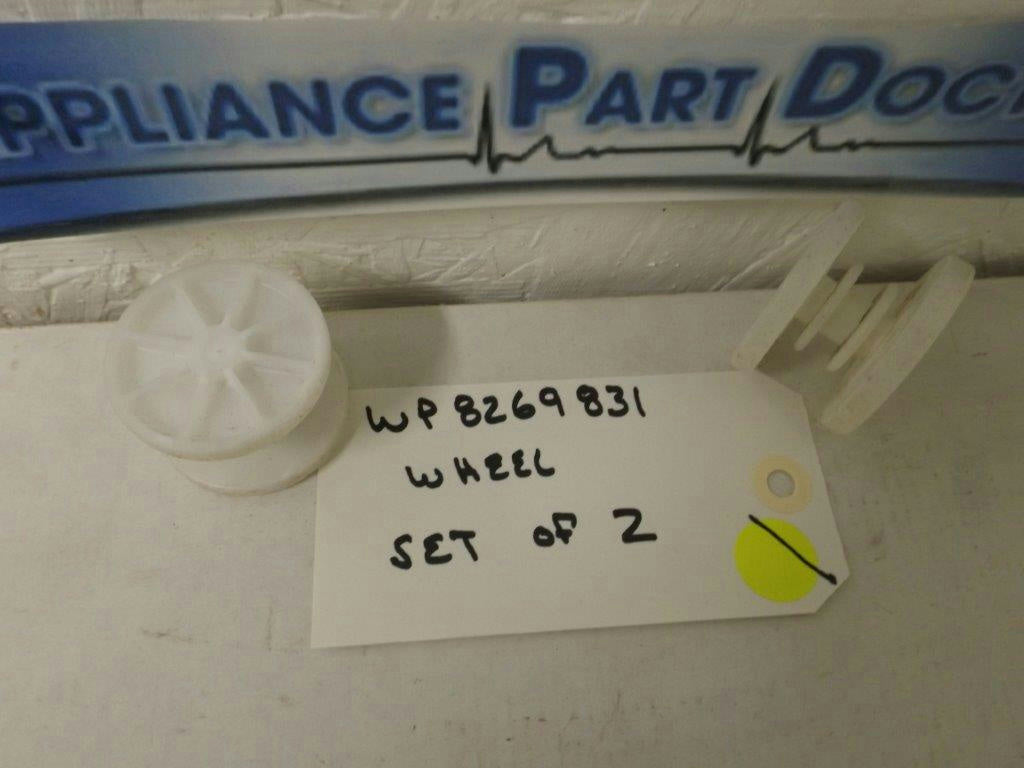 PPLIANCE PART DOC
WP 8269831
WHEEL
SET OF 2